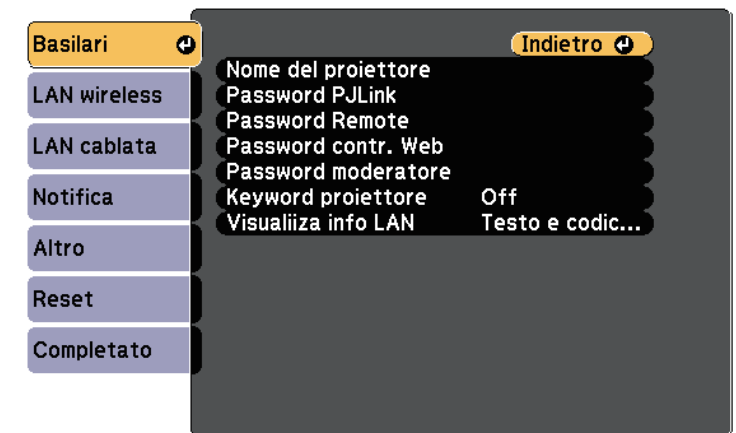 Basilari
LAN wireless
LAN cablata
Notifica
Altro
Reset
Completato
Indietro
Nome del proiettore
Password PJLink
Password Remote
Password contr. Web
Password moderatore
Keyword proiettore Off
Visualiiza info LAN Testo e codic...